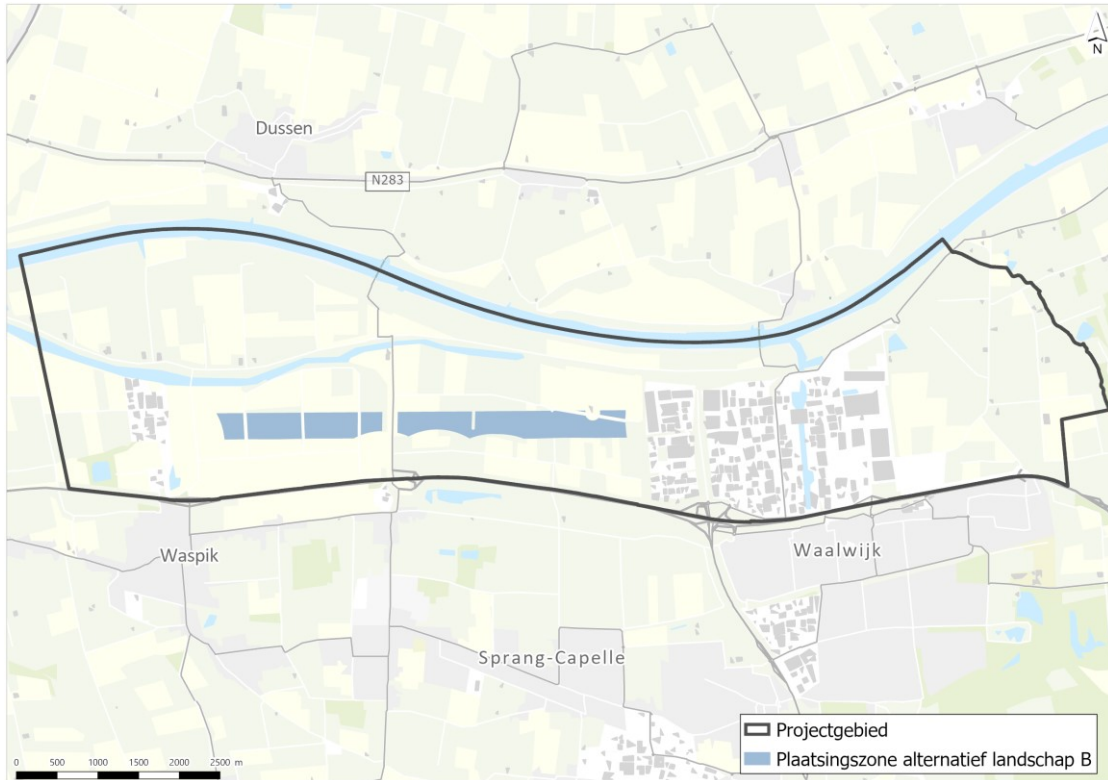 N
Dussen
N283
Waspik
Waalwijk
Sprang-Capelle
Projectgebied
Plaatsingszone alternatief landschap B
0 500 1000 1500 2000 2500 m